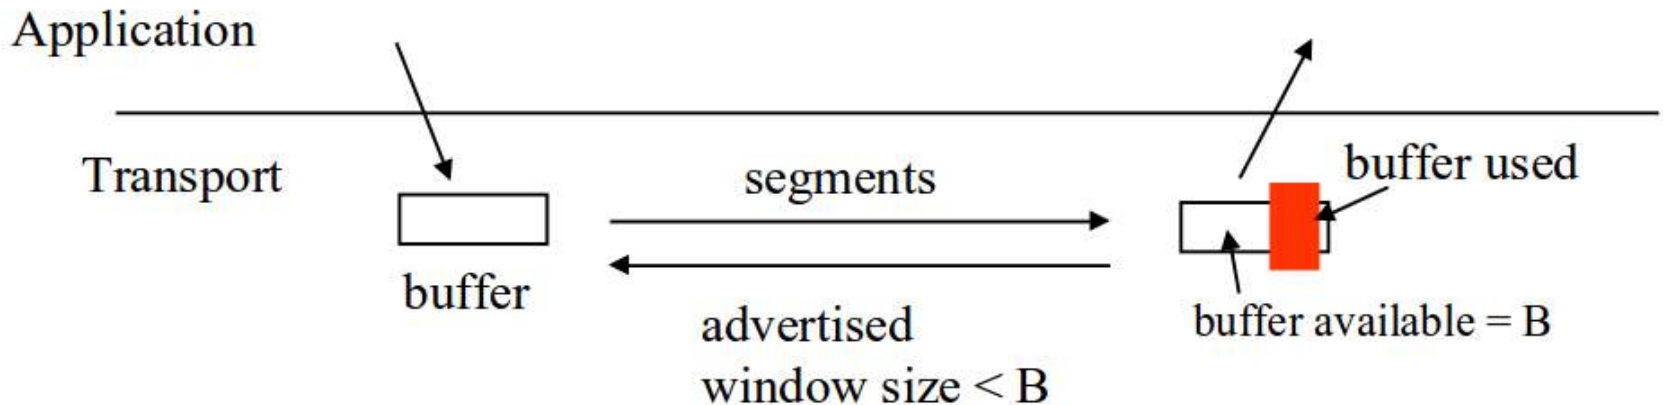 Application
Transport
segments
buffer used
buffer
advertised
window size < B
buffer available = B